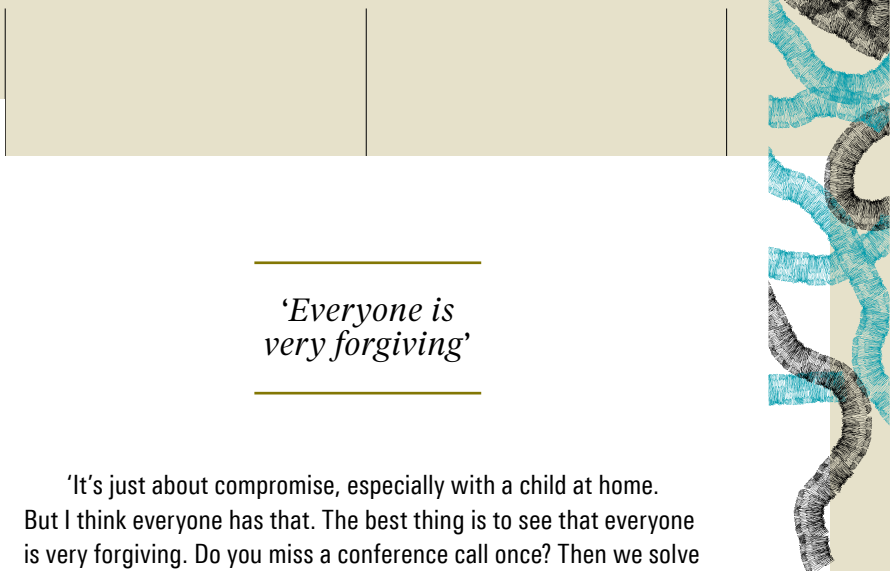 ‘Everyone is
very forgiving’
‘It's just about compromise, especially with a child at home.
But I think everyone has that. The best thing is to see that everyone
is very forgiving. Do you miss a conference call once? Then we solve